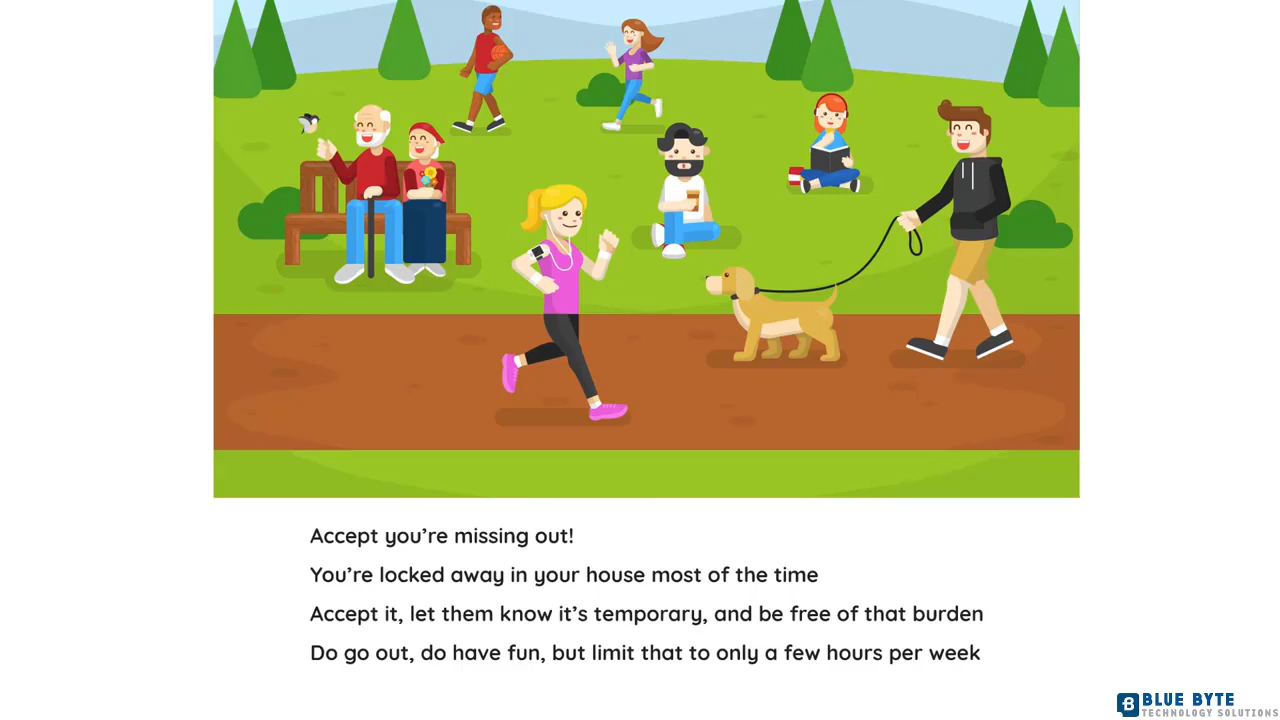 Accept you're missing out!
You're locked away in your house most of the time
Accept it, let them know it's temporary, and be free of that burden
Do go out, do have fun, but limit that to only a few hours per week
BLUE BYTE
TECHNOLOGY SOLUTIONS